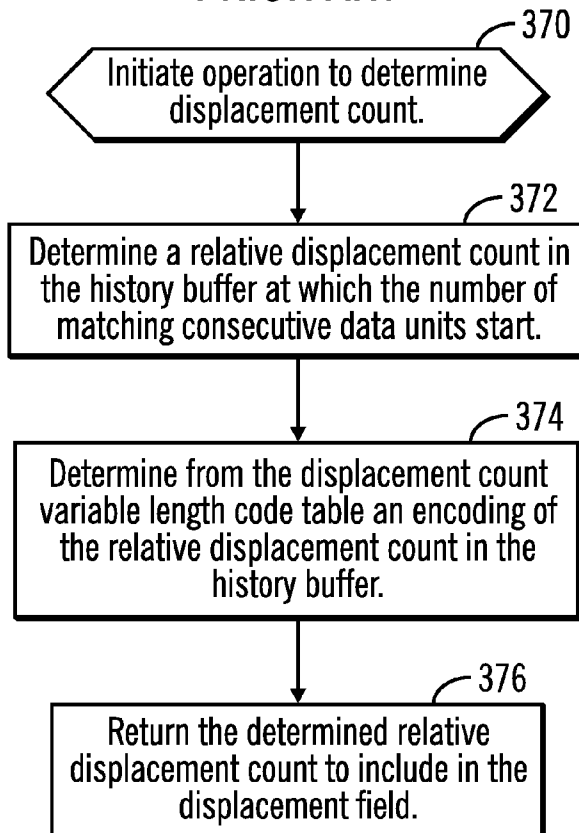 370
Initiate operation to determine
displacement count.
372
Determine a relative displacement count in
the history buffer at which the number of
matching consecutive data units start.
374
Determine from the displacement count
variable length code table an encoding of
the relative displacement count in the
history buffer.
376
Return the determined relative
displacement count to include in the
displacement field.